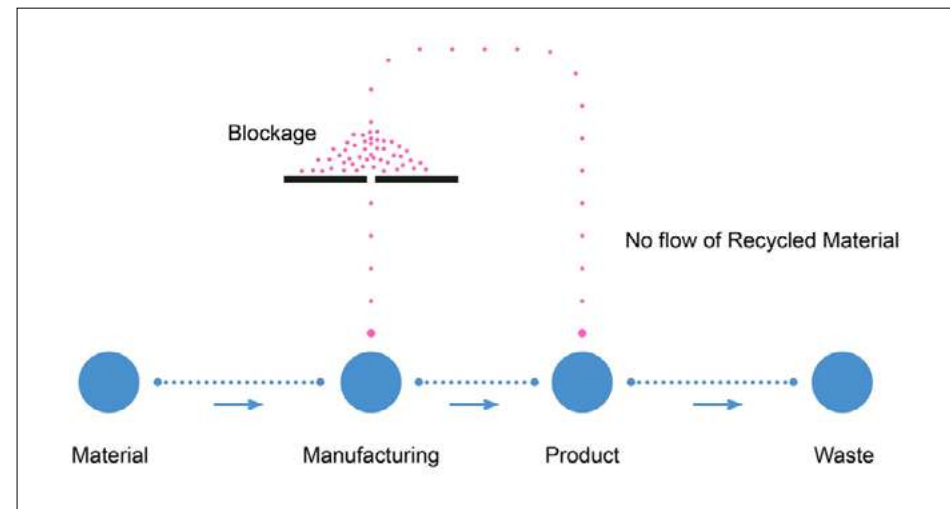 Blockage
No flow of Recycled Material
Material
Manufacturing
Product
Waste